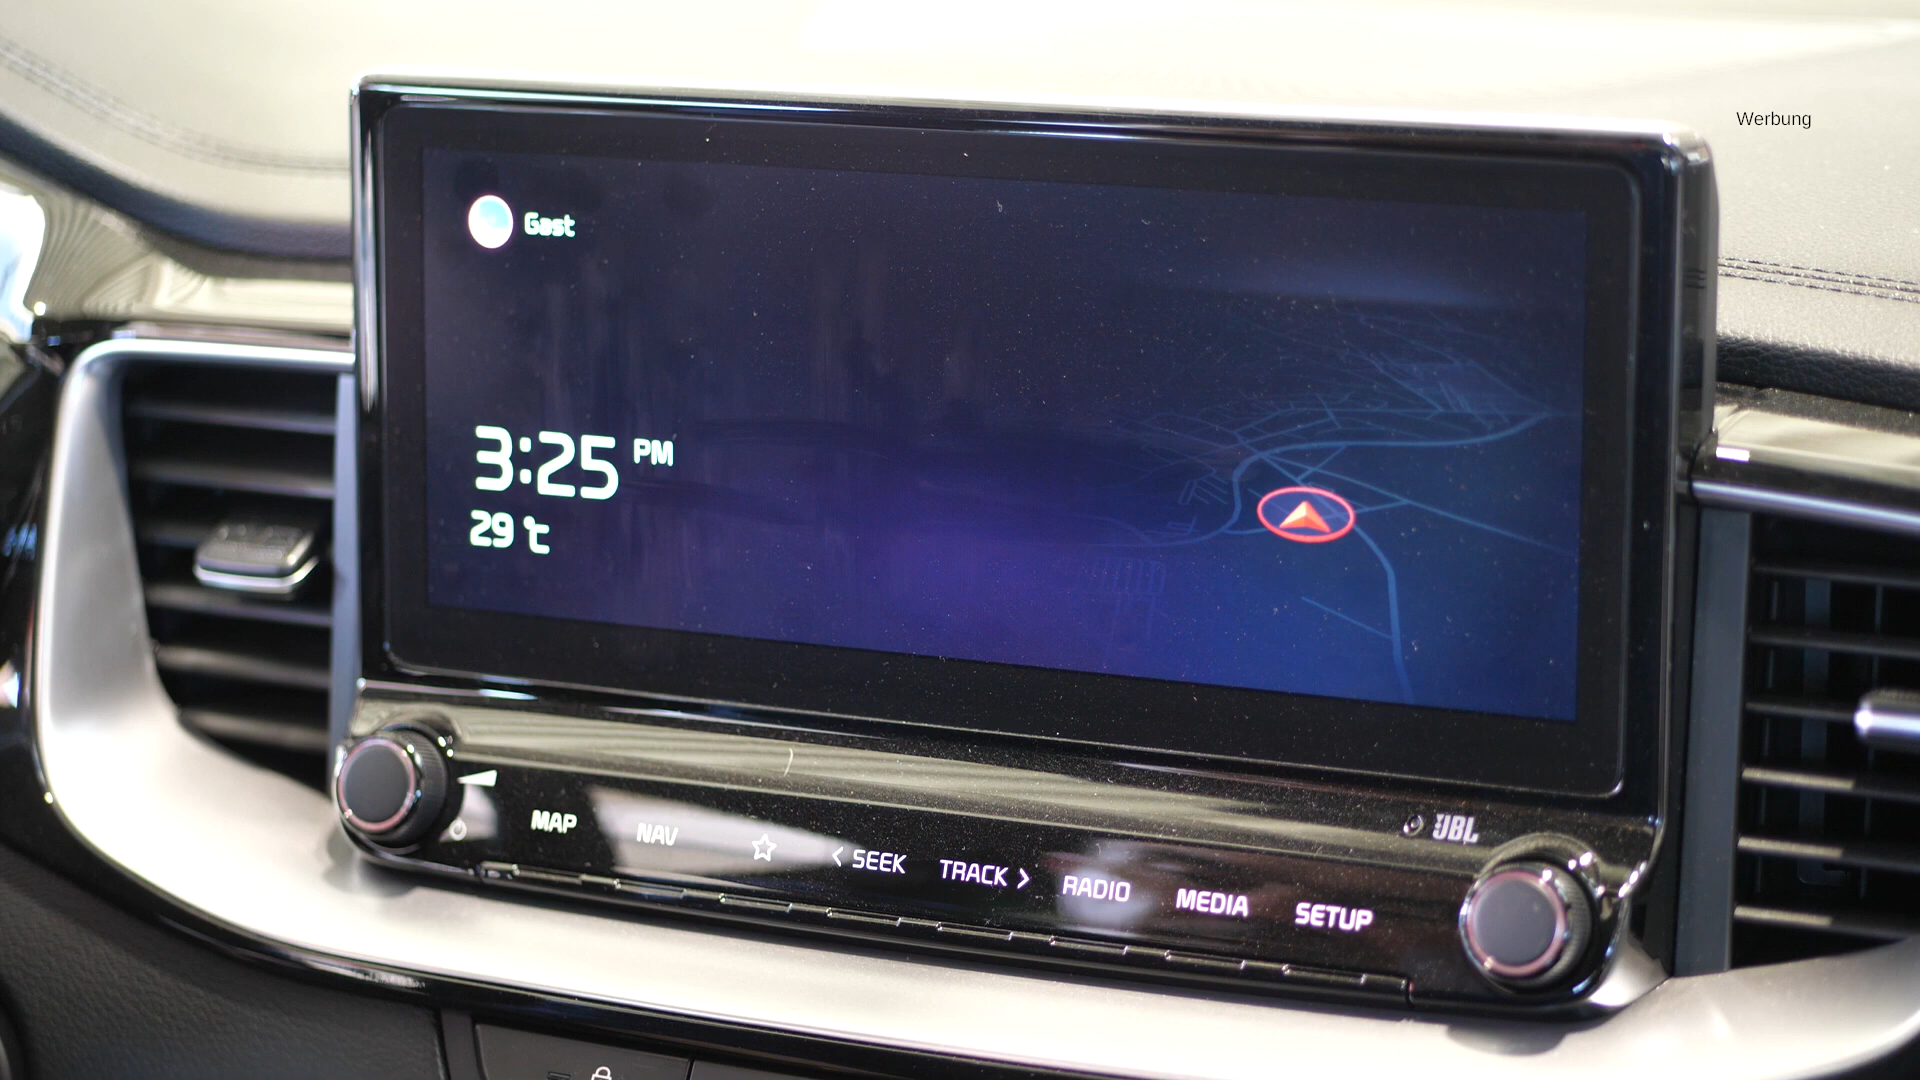 Werbung
Gast
3:25 PM
29 °C
MAP
NAV
< SEEK
TRACK >
RADIO
MEDIA
SETUP
JBL